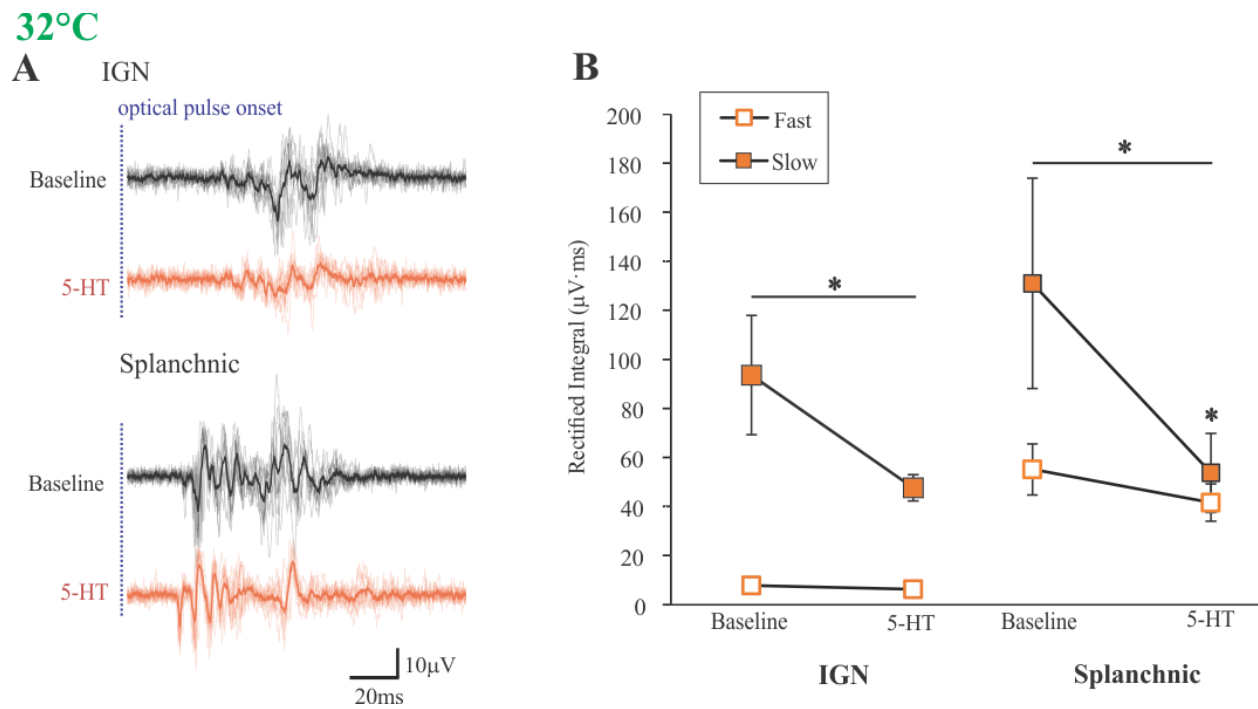 32°C
A
IGN
optical pulse onset
Baseline
5-HT
Splanchnic
Baseline
5-HT
10μV
20ms
B
200
180
160
140
120
100
80
60
40
20
0
Rectified Integral (μV·ms)
Fast
Slow
*
*
*
Baseline
5-HT
Baseline
5-HT
IGN
Splanchnic